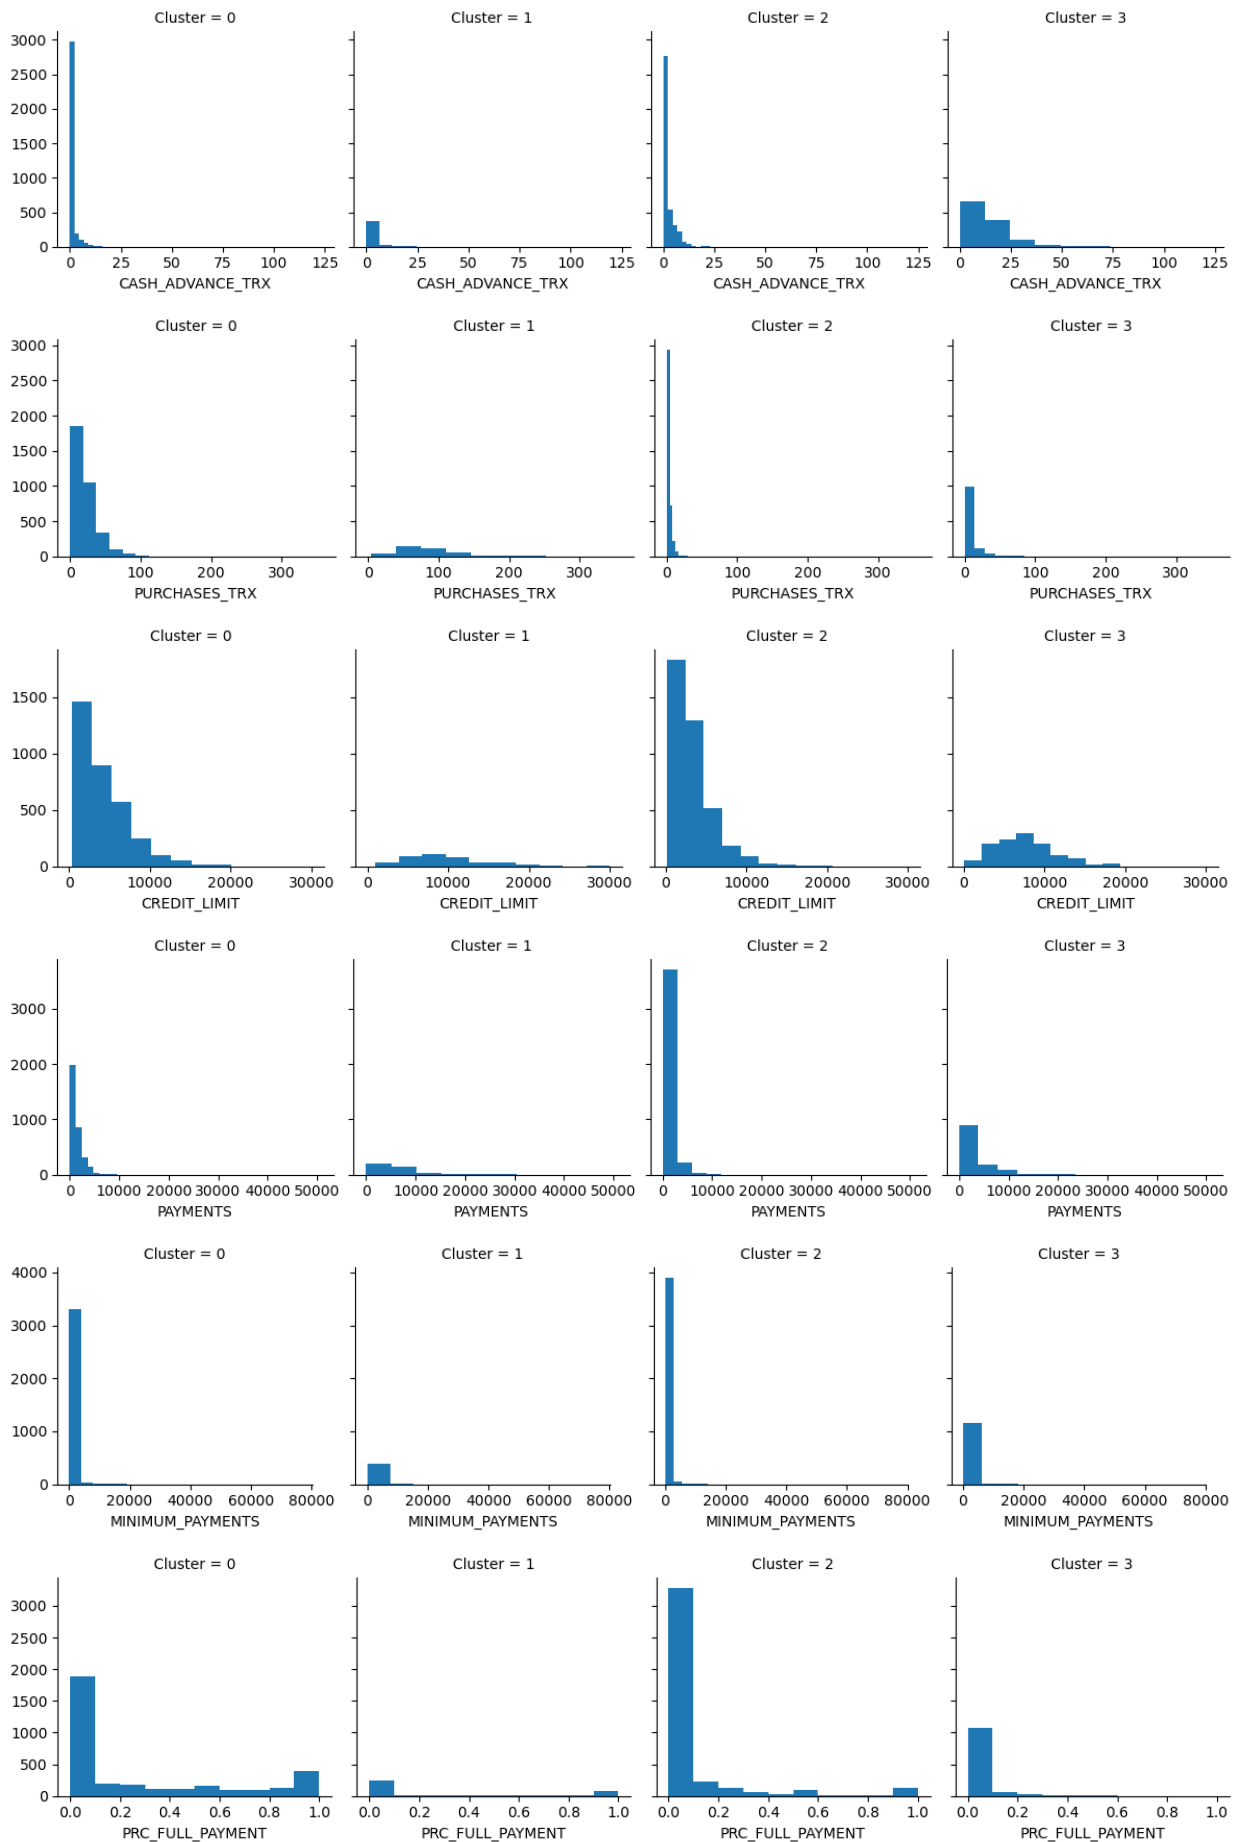 Cluster = 0 Cluster = 1 Cluster = 2 Cluster = 3
3000
2500
2000
1500
1000
500
0
0 25 50 75 100 125 0 25 50 75 100 125 0 25 50 75 100 125 0 25 50 75 100 125
CASH_ADVANCE_TRX CASH_ADVANCE_TRX CASH_ADVANCE_TRX CASH_ADVANCE_TRX
Cluster = 0 Cluster = 1 Cluster = 2 Cluster = 3
3000
2500
2000
1500
1000
500
0
0 100 200 300 0 100 200 300 0 100 200 300 0 100 200 300
PURCHASES_TRX PURCHASES_TRX PURCHASES_TRX PURCHASES_TRX
Cluster = 0 Cluster = 1 Cluster = 2 Cluster = 3
1500
1000
500
0
0 10000 20000 30000 0 10000 20000 30000 0 10000 20000 30000 0 10000 20000 30000
CREDIT_LIMIT CREDIT_LIMIT CREDIT_LIMIT CREDIT_LIMIT
Cluster = 0 Cluster = 1 Cluster = 2 Cluster = 3
3000
2000
1000
0
0 10000 20000 30000 40000 50000 0 10000 20000 30000 40000 50000 0 10000 20000 30000 40000 50000 0 10000 20000 30000 40000 50000
PAYMENTS PAYMENTS PAYMENTS PAYMENTS
Cluster = 0 Cluster = 1 Cluster = 2 Cluster = 3
4000
3000
2000
1000
0
0 20000 40000 60000 80000 0 20000 40000 60000 80000 0 20000 40000 60000 80000 0 20000 40000 60000 80000
MINIMUM_PAYMENTS MINIMUM_PAYMENTS MINIMUM_PAYMENTS MINIMUM_PAYMENTS
Cluster = 0 Cluster = 1 Cluster = 2 Cluster = 3
3000
2500
2000
1500
1000
500
0
0.0 0.2 0.4 0.6 0.8 1.0 0.0 0.2 0.4 0.6 0.8 1.0 0.0 0.2 0.4 0.6 0.8 1.0 0.0 0.2 0.4 0.6 0.8 1.0
PRC_FULL_PAYMENT PRC_FULL_PAYMENT PRC_FULL_PAYMENT PRC_FULL_PAYMENT